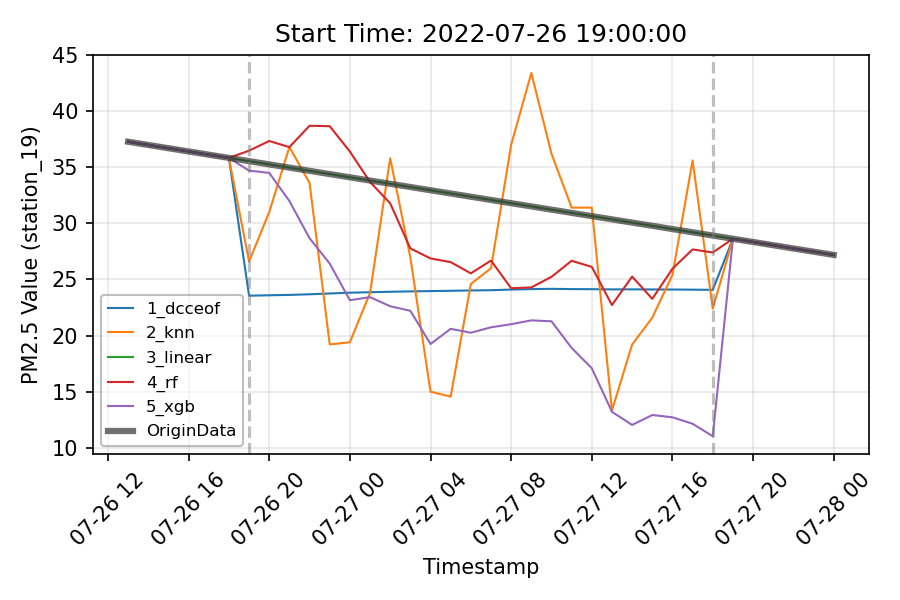 Start Time: 2022-07-26 19:00:00
PM2.5 Value (station_19)
45
40
35
30
25
20
15
10
1_dcceof
2_knn
3_linear
4_rf
5_xgb
OriginData
07-26 12
07-26 16
07-26 20
07-27 00
07-27 04
07-27 08
07-27 12
07-27 16
07-27 20
07-28 00
Timestamp